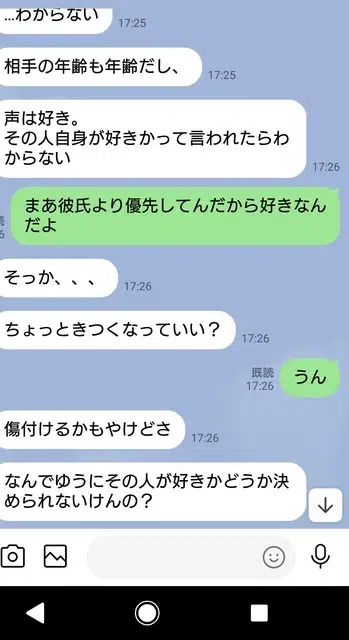 …わからない
17:25
相手の年齢も年齢だし、
17:25
声は好き。
その人自身が好きかって言われたらわ
からない
17:26
まあ彼氏より優先してんだから好きなん
だよ
読
6
そっか、、、
17:26
ちょっときつくなっていい？
17:26
既読
17:26
うん
傷付けるかもやけどさ
17:26
なんでゆうにその人が好きかどうか決
められないけんの？